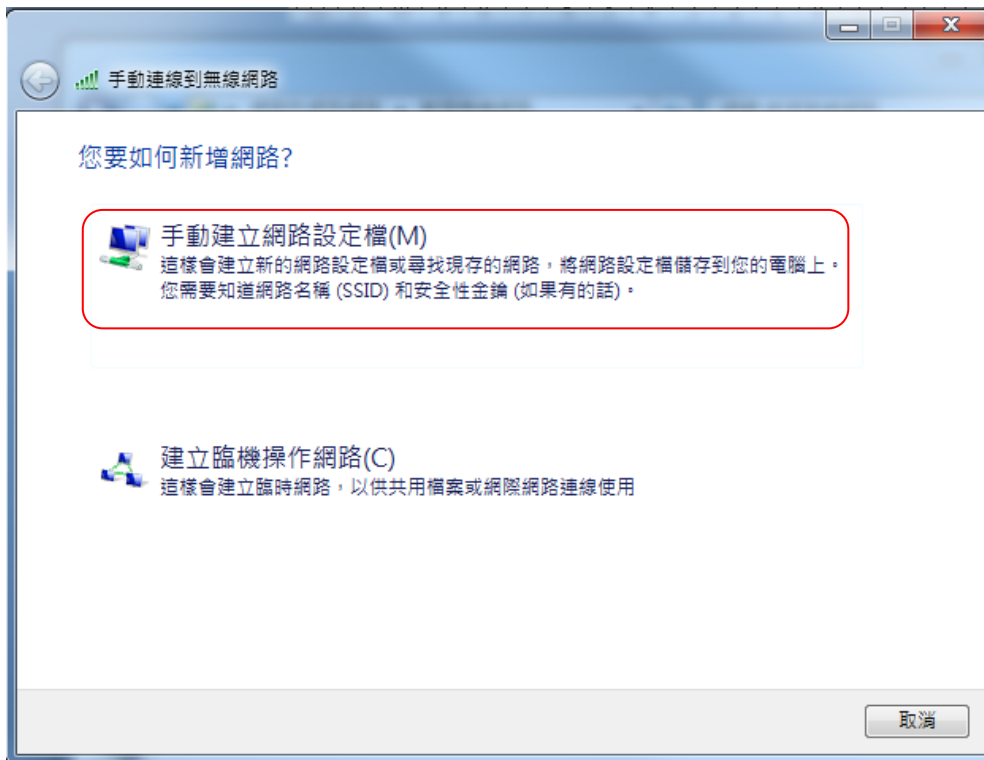 手動連線到無線網路
您要如何新增網路?
手動建立網路設定檔(M)
這樣會建立新的網路設定檔或尋找現存的網路，將網路設定檔儲存到您的電腦上。
您需要知道網路名稱 (SSID) 和安全性金鑰 (如果有的話)。
建立臨機操作網路(C)
這樣會建立臨時網路，以供共用檔案或網際網路連線使用
取消